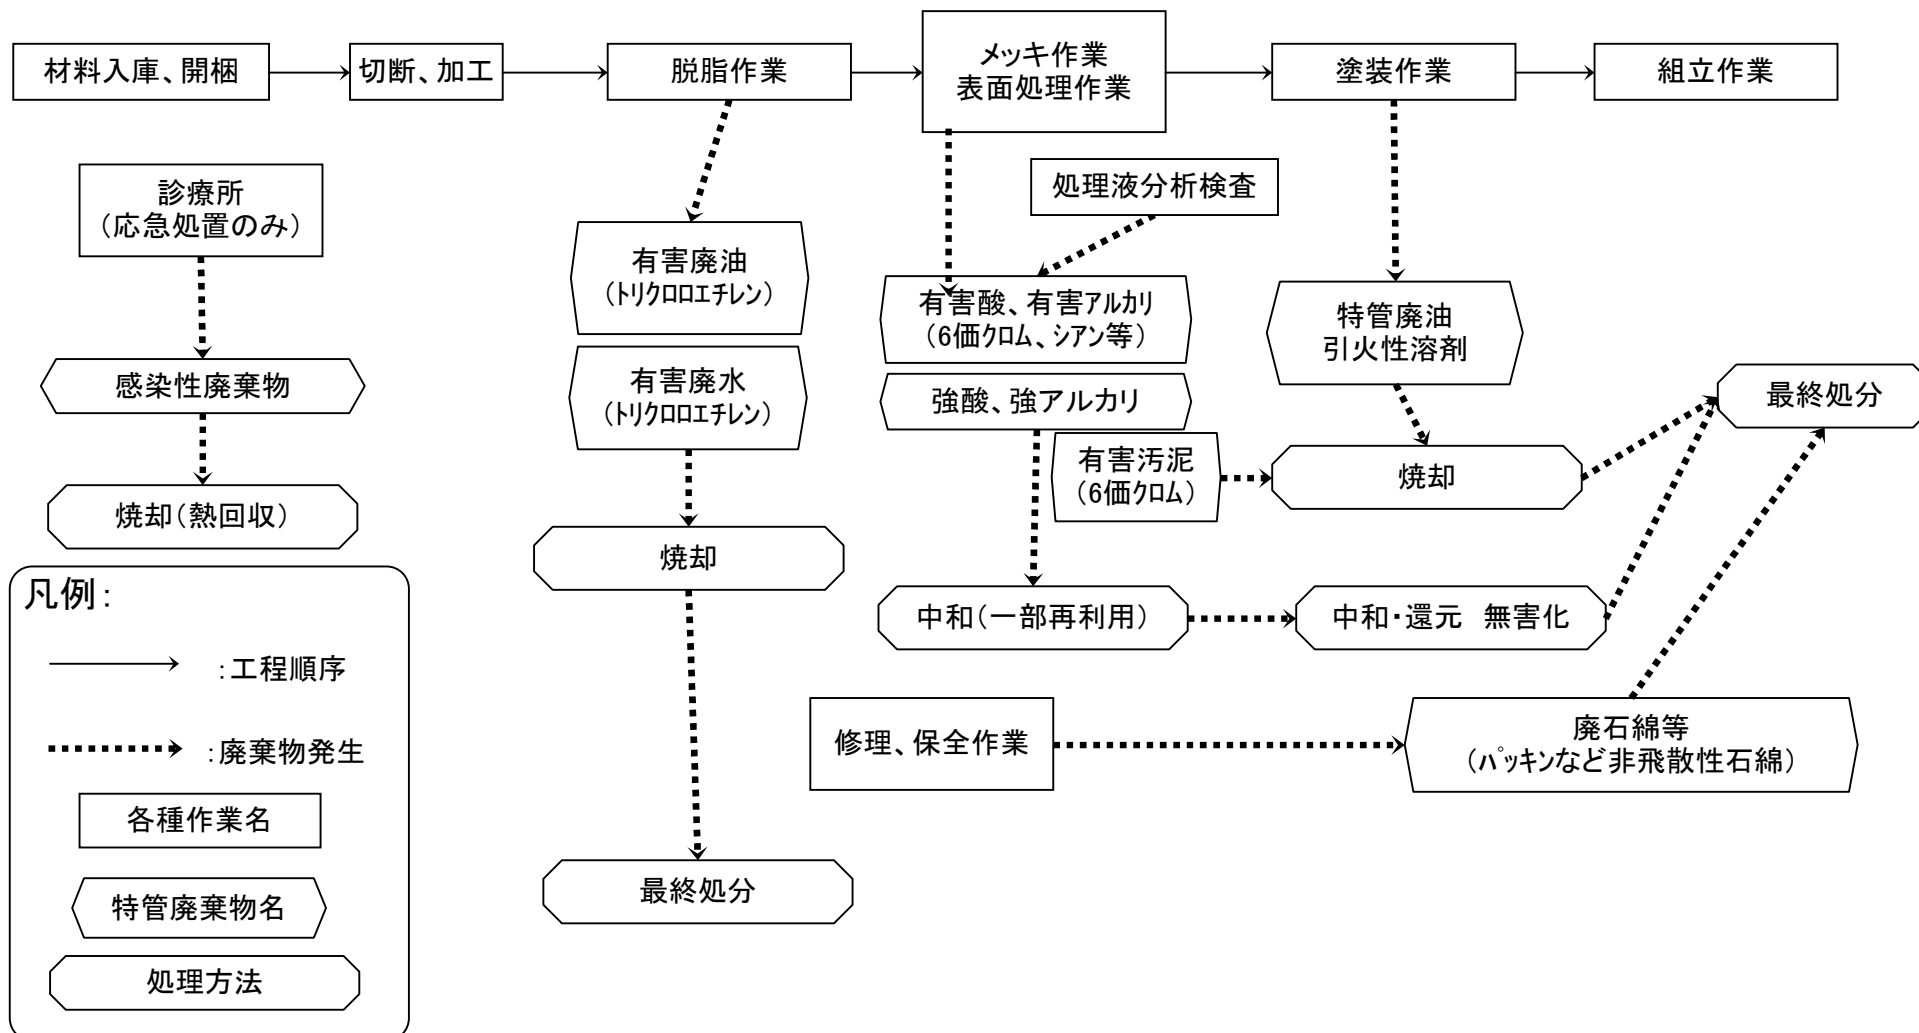 材料入庫、開梱
切断、加工
脱脂作業
メッキ作業
表面処理作業
塗装作業
組立作業
診療所
（応急処置のみ）
処理液分析検査
有害廃油
（ﾄﾘｸﾛﾛｴﾁﾚﾝ）
有害酸、有害ｱﾙｶﾘ
（6価ｸﾛﾑ、ｼｱﾝ等）
特管廃油
引火性溶剤
感染性廃棄物
有害廃水
（ﾄﾘｸﾛﾛｴﾁﾚﾝ）
強酸、強アルカリ
最終処分
有害汚泥
（6価ｸﾛﾑ）
焼却
焼却（熱回収）
焼却
中和（一部再利用）
中和・還元　無害化
修理、保全作業
廃石綿等
（ﾊﾟｯｷﾝなど非飛散性石綿）
最終処分
凡例：
：工程順序
：廃棄物発生
各種作業名
特管廃棄物名
処理方法